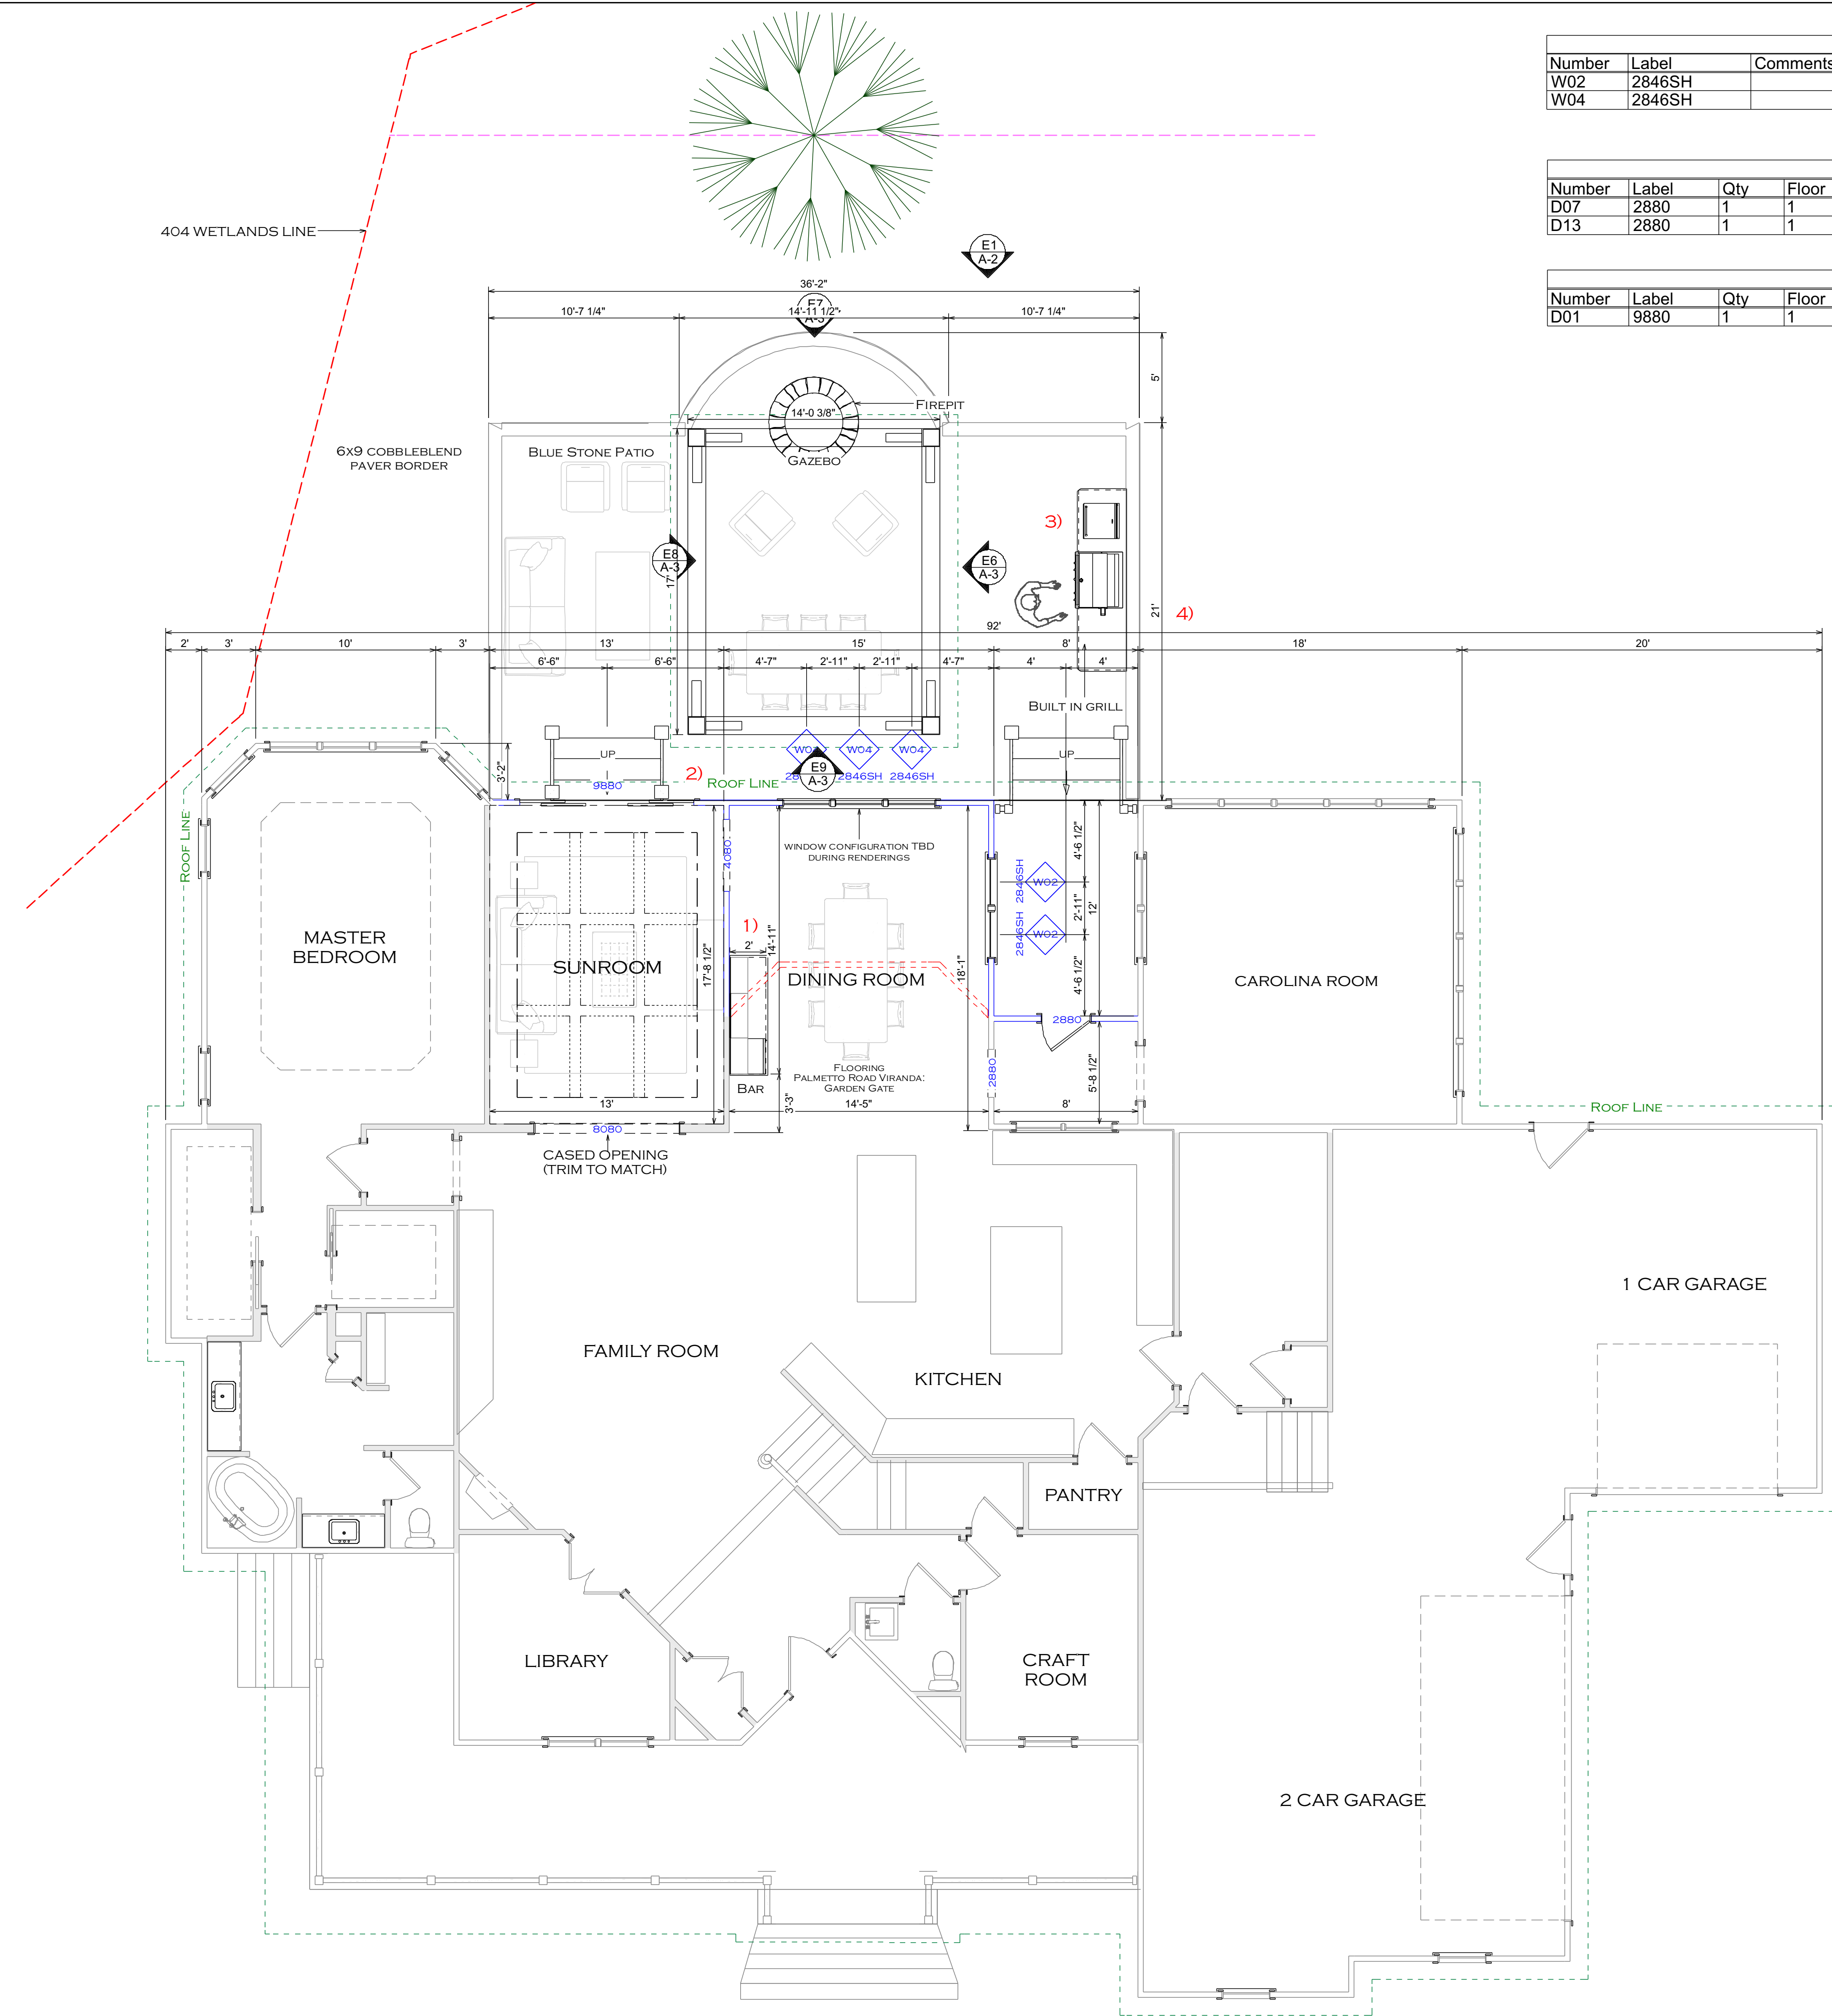 Number Label Comments
W02 2846SH
W04 2846SH
Number Label Qty Floor
D07 2880 1 1
D13 2880 1 1
Number Label Qty Floor
D01 9880 1 1
404 WETLANDS LINE
E1
A-2
36'-2"
10'-7 1/4"
E7
14'-11 1/2"
A-3
10'-7 1/4"
5'
FIREPIT
14'-0 3/8"
GAZEBO
6X9 COBBLEBLEND
PAVER BORDER
BLUE STONE PATIO
3)
E8
A-3
17'
E6
A-3
21'
4)
92'
2' 3' 10' 3' 13' 15' 8' 18' 20'
6'-6" 6'-6" 4'-7" 2'-11" 2'-11" 4'-7" 4' 4'
BUILT IN GRILL
UP
UP
W04 W04
E9
A-3
2846SH 2846SH
3'-2"
2)
ROOF LINE
9880
ROOF LINE
4080
WINDOW CONFIGURATION TBD
DURING RENDERINGS
4'-6 1/2"
2846SH
W02
2'-11"
12'
2846SH
W02
4'-6 1/2"
1)
2'
14'-11"
17'-8 1/2"
18'-1"
MASTER
BEDROOM
SUNROOM
DINING ROOM
CAROLINA ROOM
2880
5'-8 1/2"
2880
FLOORING
PALMETTO ROAD VIRANDA:
GARDEN GATE
BAR
3'-3"
13'
14'-5"
8'
ROOF LINE
8080
CASED OPENING
(TRIM TO MATCH)
1 CAR GARAGE
FAMILY ROOM
KITCHEN
PANTRY
LIBRARY
CRAFT
ROOM
2 CAR GARAGE